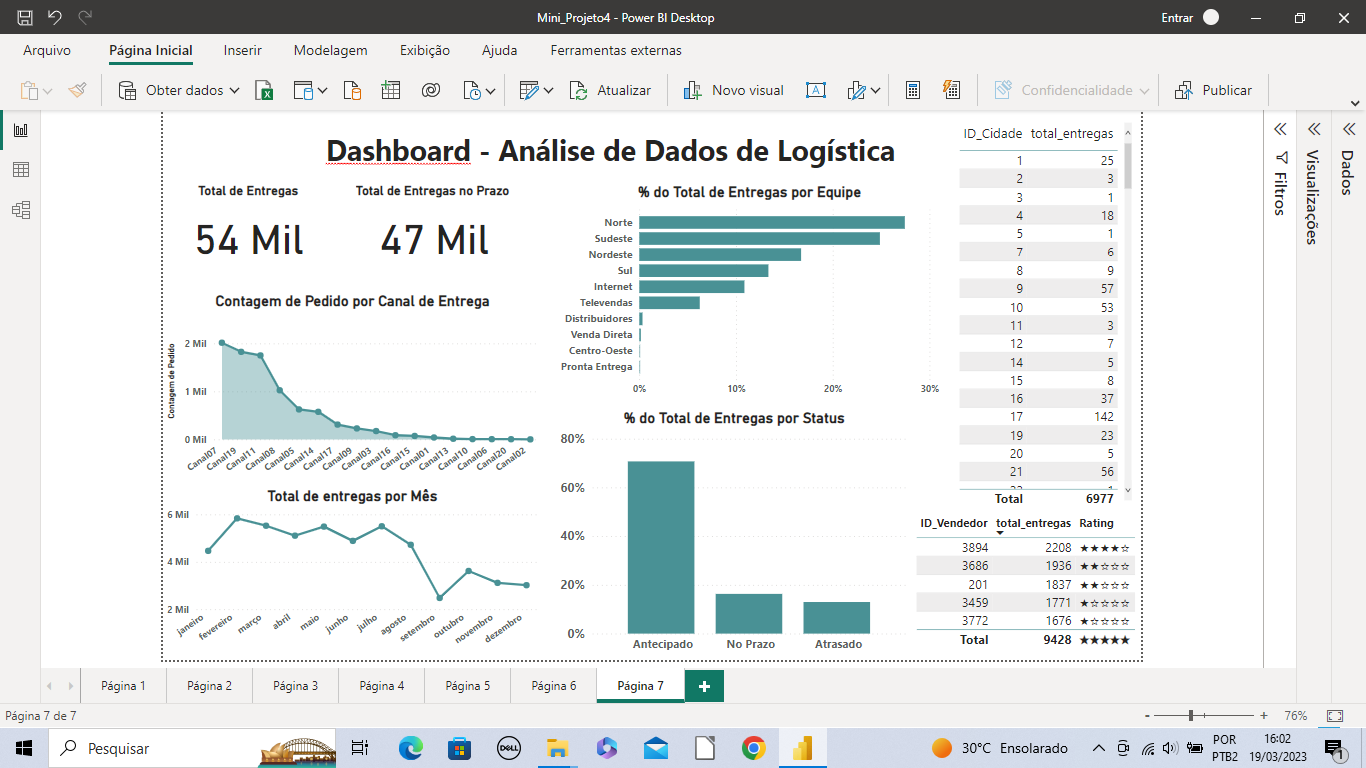 Mini_Projeto4 - Power BI Desktop
Entrar
Arquivo
Página Inicial
Inserir
Modelagem
Exibição
Ajuda
Ferramentas externas
Obter dados
Atualizar
Novo visual
Confidencialidade
Publicar
Dashboard - Análise de Dados de Logística
Total de Entregas
54 Mil
Total de Entregas no Prazo
47 Mil
Contagem de Pedido por Canal de Entrega
Contagem de Pedido
2 Mil
1 Mil
0 Mil
Canal07
Canal19
Canal11
Canal08
Canal05
Canal14
Canal17
Canal09
Canal03
Canal16
Canal15
Canal01
Canal13
Canal10
Canal06
Canal20
Canal02
Total de entregas por Mês
6 Mil
4 Mil
2 Mil
janeiro
fevereiro
março
abril
maio
junho
julho
agosto
setembro
outubro
novembro
dezembro
% do Total de Entregas por Equipe
Norte
Sudeste
Nordeste
Sul
Internet
Televendas
Distribuidores
Venda Direta
Centro-Oeste
Pronta Entrega
0% 10% 20% 30%
% do Total de Entregas por Status
80%
60%
40%
20%
0%
Antecipado No Prazo Atrasado
ID_Cidade total_entregas
1 25
2 3
3 1
4 18
5 1
7 6
8 9
9 57
10 53
11 3
12 7
14 5
15 8
16 37
17 142
19 23
20 5
21 56
Total 6977
ID_Vendedor total_entregas Rating
3894 2208 ★★★★☆
3686 1936 ★★☆☆☆
201 1837 ★★☆☆☆
3459 1771 ★☆☆☆☆
3772 1676 ★☆☆☆☆
Total 9428 ★★★★★
Filtros
Visualizações
Dados
Página 1
Página 2
Página 3
Página 4
Página 5
Página 6
Página 7
Página 7 de 7
76%
Pesquisar
DELL
30°C Ensolarado
POR
PTB2
16:02
19/03/2023
1